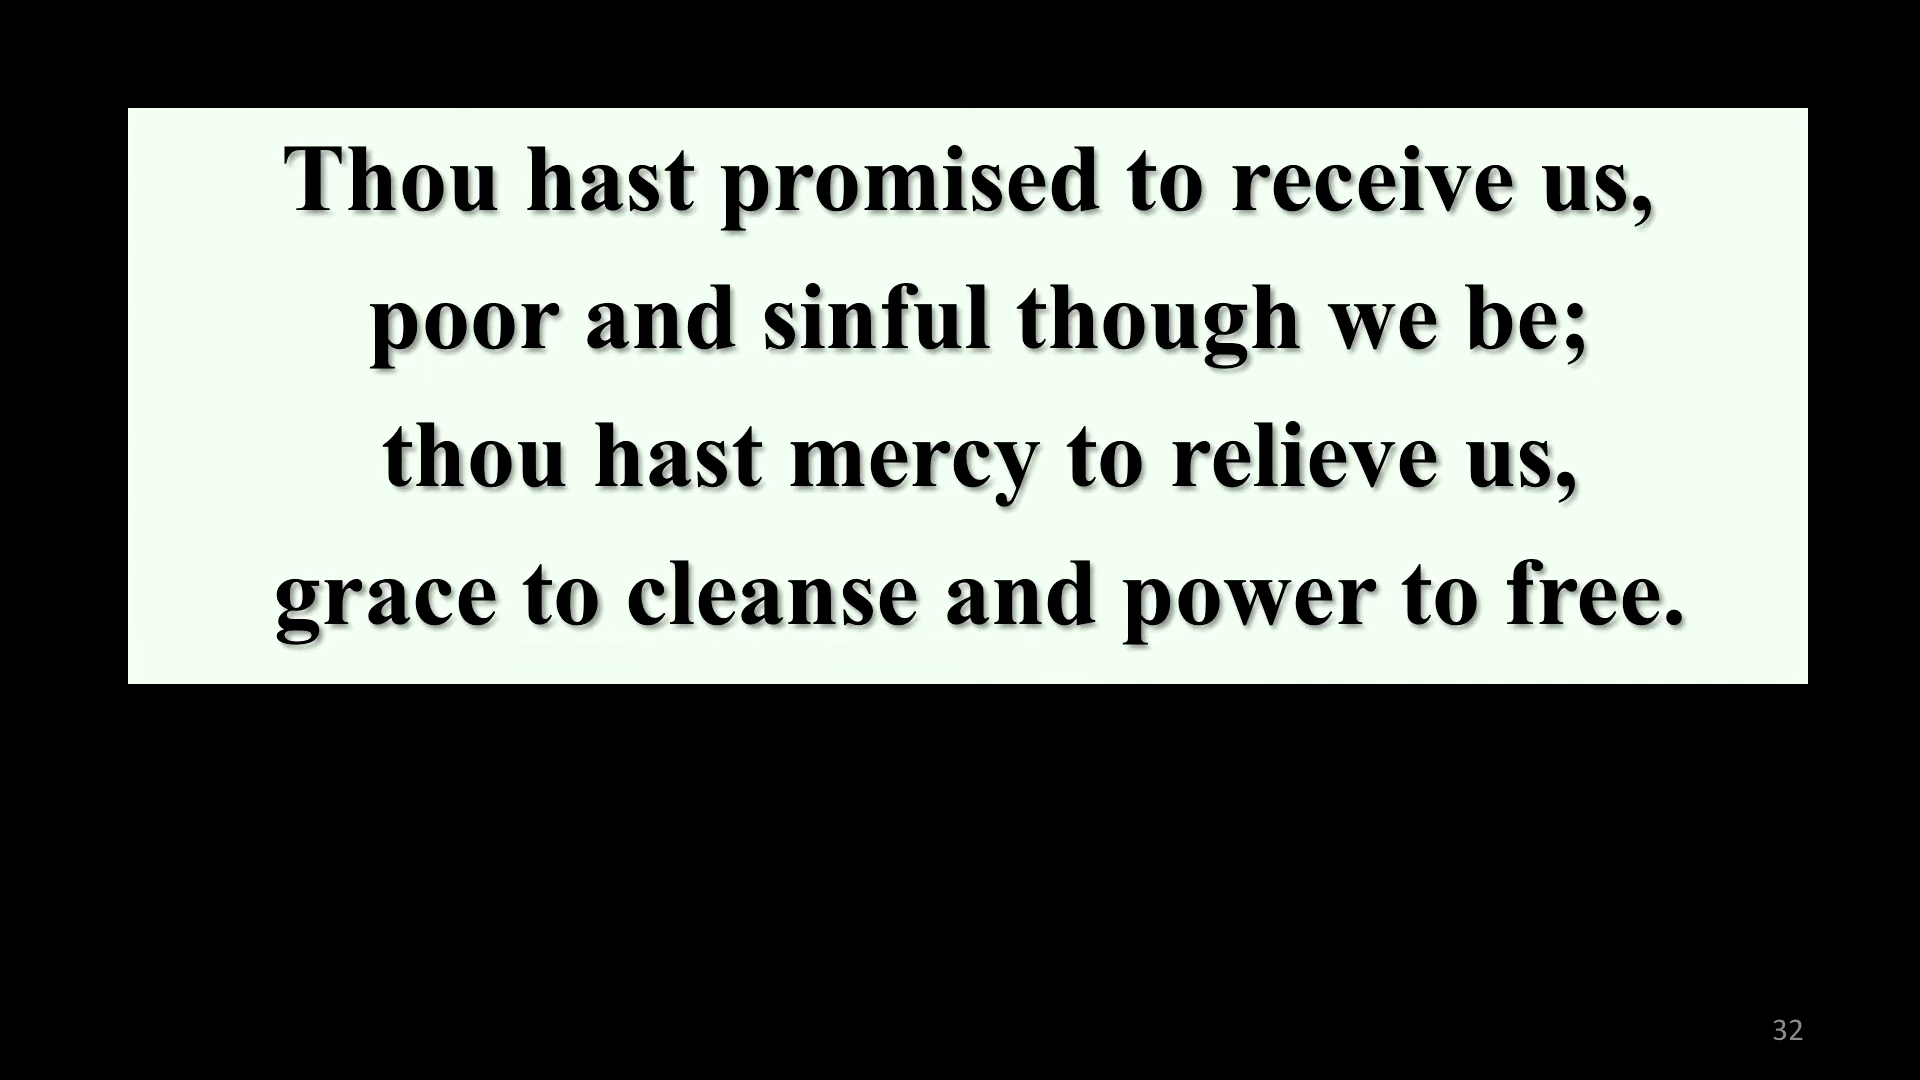 Thou hast promised to receive us,
poor and sinful though we be;
thou hast mercy to relieve us,
grace to cleanse and power to free.
32